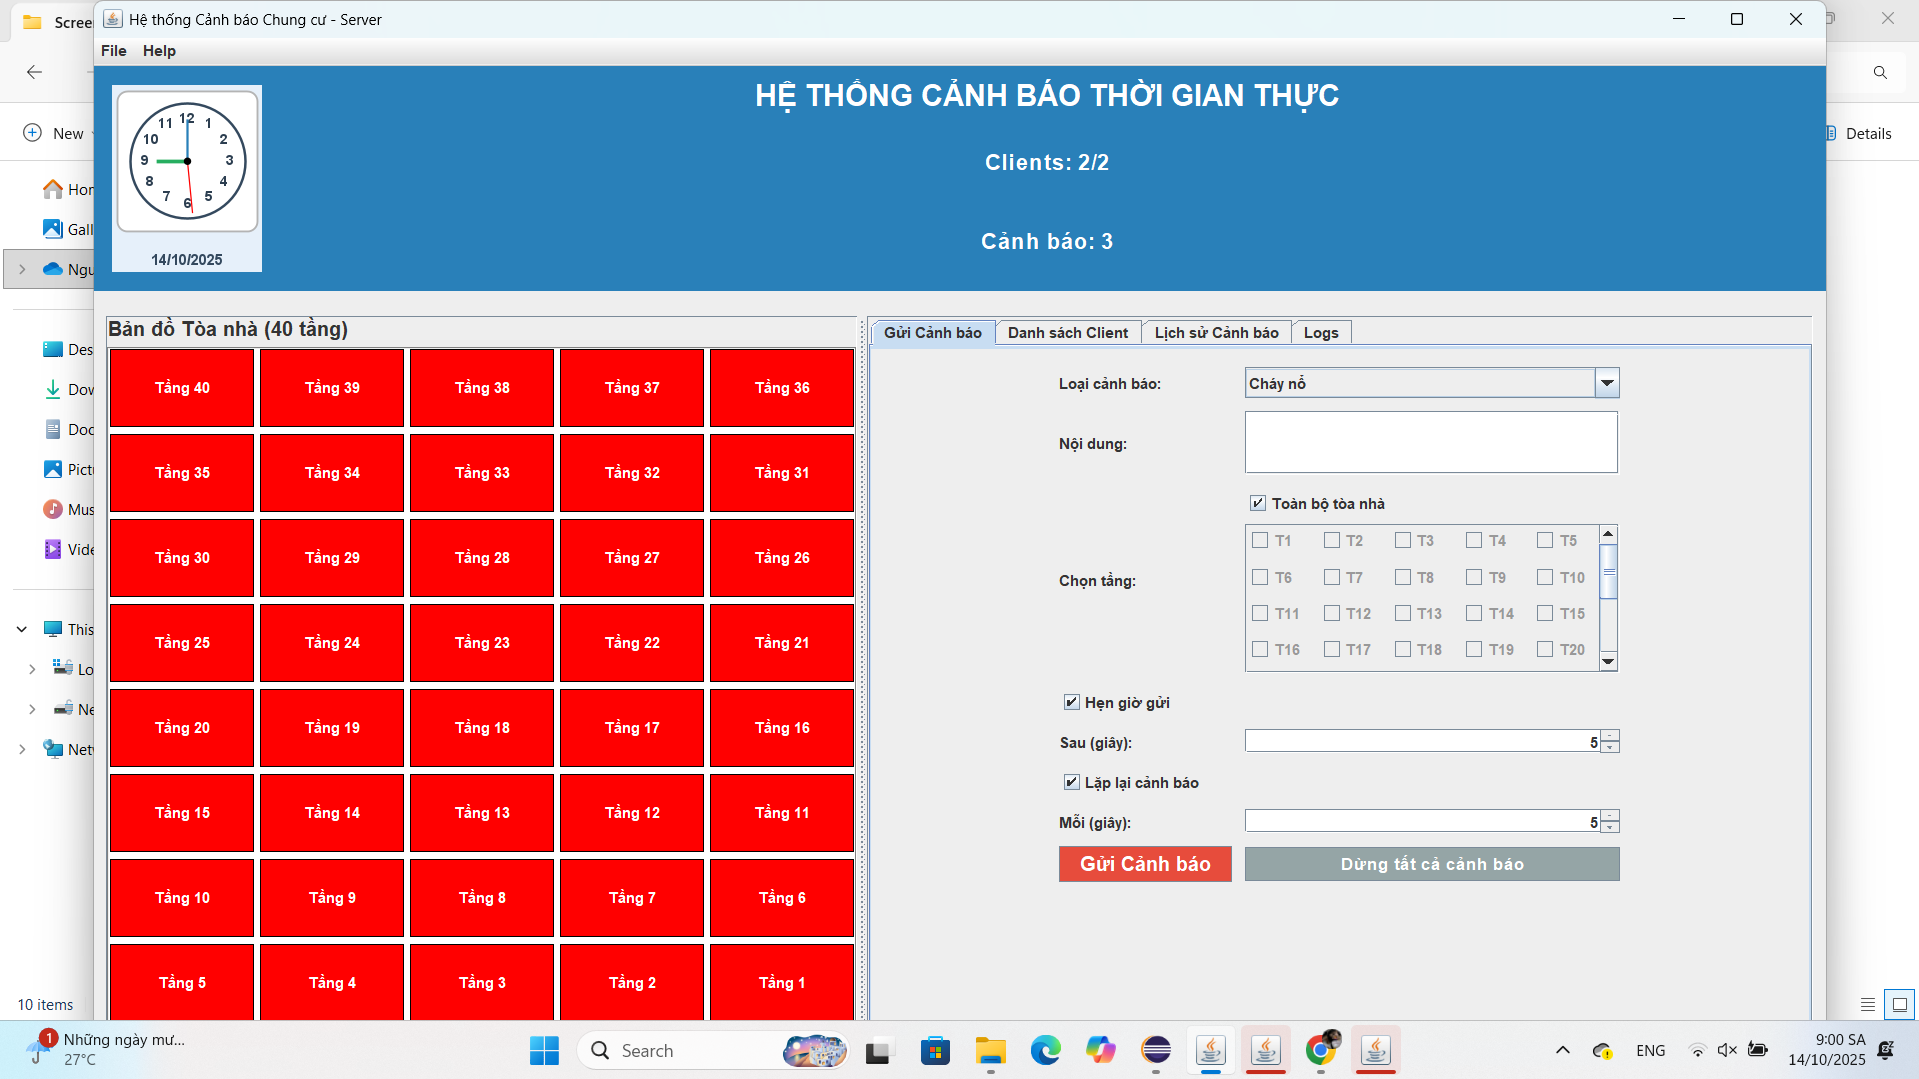 Scree
Hệ thống Cảnh báo Chung cư - Server
File Help
HỆ THỐNG CẢNH BÁO THỜI GIAN THỰC
12
11 1
10 2
9 3
8 4
7 5
6
14/10/2025
Clients: 2/2
Cảnh báo: 3
New
Details
Hor
Gall
Ngu
Des
Dov
Doc
Pictu
Mus
Vide
This
Lo
Ne
Netv
10 items
Bản đồ Tòa nhà (40 tầng)
Tầng 40 Tầng 39 Tầng 38 Tầng 37 Tầng 36
Tầng 35 Tầng 34 Tầng 33 Tầng 32 Tầng 31
Tầng 30 Tầng 29 Tầng 28 Tầng 27 Tầng 26
Tầng 25 Tầng 24 Tầng 23 Tầng 22 Tầng 21
Tầng 20 Tầng 19 Tầng 18 Tầng 17 Tầng 16
Tầng 15 Tầng 14 Tầng 13 Tầng 12 Tầng 11
Tầng 10 Tầng 9 Tầng 8 Tầng 7 Tầng 6
Tầng 5 Tầng 4 Tầng 3 Tầng 2 Tầng 1
Gửi Cảnh báo Danh sách Client Lịch sử Cảnh báo Logs
Loại cảnh báo: Cháy nổ
Nội dung:
Toàn bộ tòa nhà
Chọn tầng:
T1 T2 T3 T4 T5
T6 T7 T8 T9 T10
T11 T12 T13 T14 T15
T16 T17 T18 T19 T20
Hẹn giờ gửi
Sau (giây): 5
Lặp lại cảnh báo
Mỗi (giây): 5
Gửi Cảnh báo Dừng tất cả cảnh báo
1
Những ngày mư...
27°C
Search
ENG
9:00 SA
14/10/2025